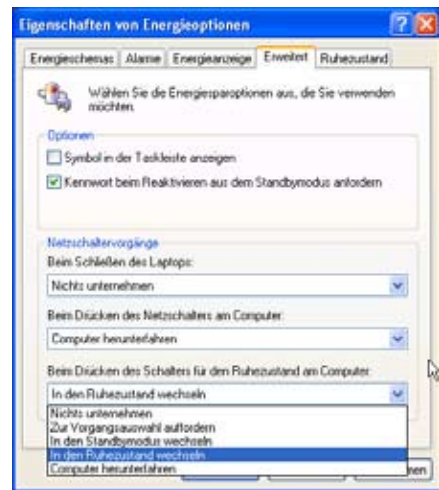 Eigenschaften von Energieoptionen
Energieschemas Alarme Energieanzeige Erweitert Ruhezustand
Wählen Sie die Energiesparoptionen aus, die Sie verwenden
möchten.
Optionen
Symbol in der Taskleiste anzeigen
Kennwort beim Reaktivieren aus dem Standbymodus anfordern
Netzschaltervorgänge
Beim Schließen des Laptops:
Nichts unternehmen
Beim Drücken des Netzschalters am Computer:
Computer herunterfahren
Beim Drücken des Schalters für den Ruhezustand am Computer:
In den Ruhezustand wechseln
Nichts unternehmen
Zur Vorgangsauswahl auffordern
In den Standbymodus wechseln
In den Ruhezustand wechseln
Computer herunterfahren